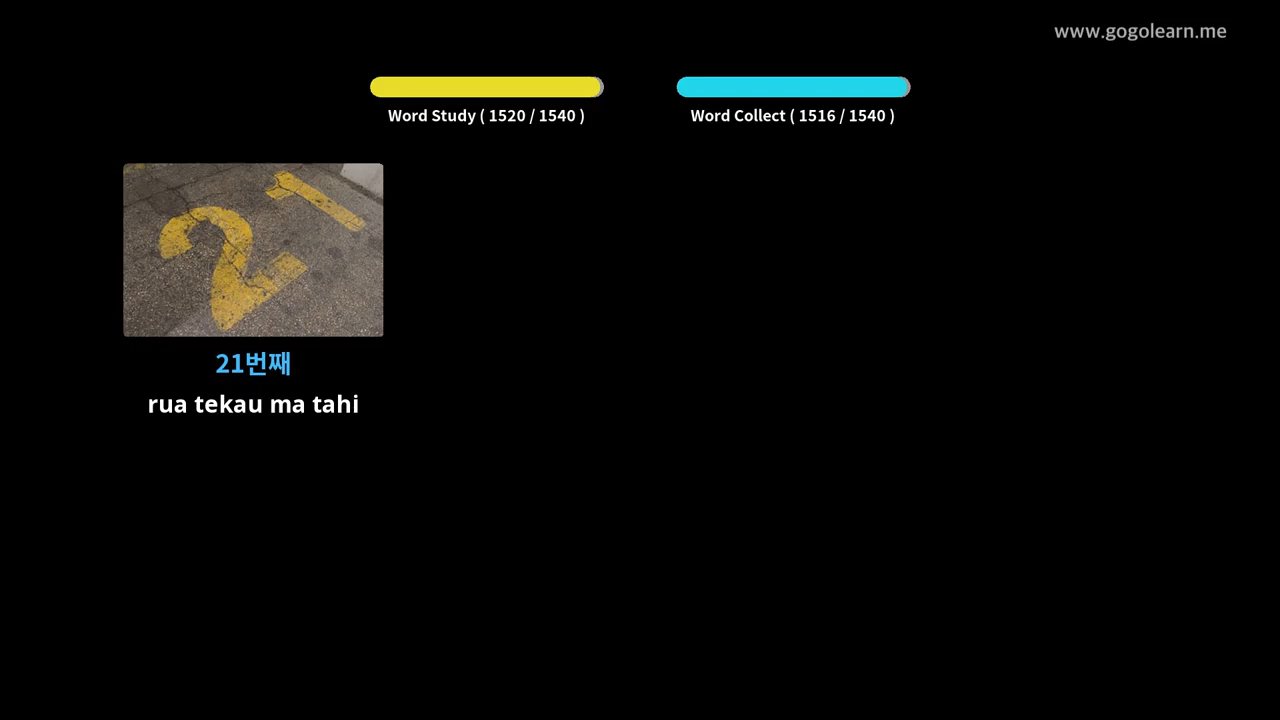 www.gogolearn.me
Word Study ( 1520 / 1540 )
Word Collect ( 1516 / 1540 )
21
21번째
rua tekau ma tahi